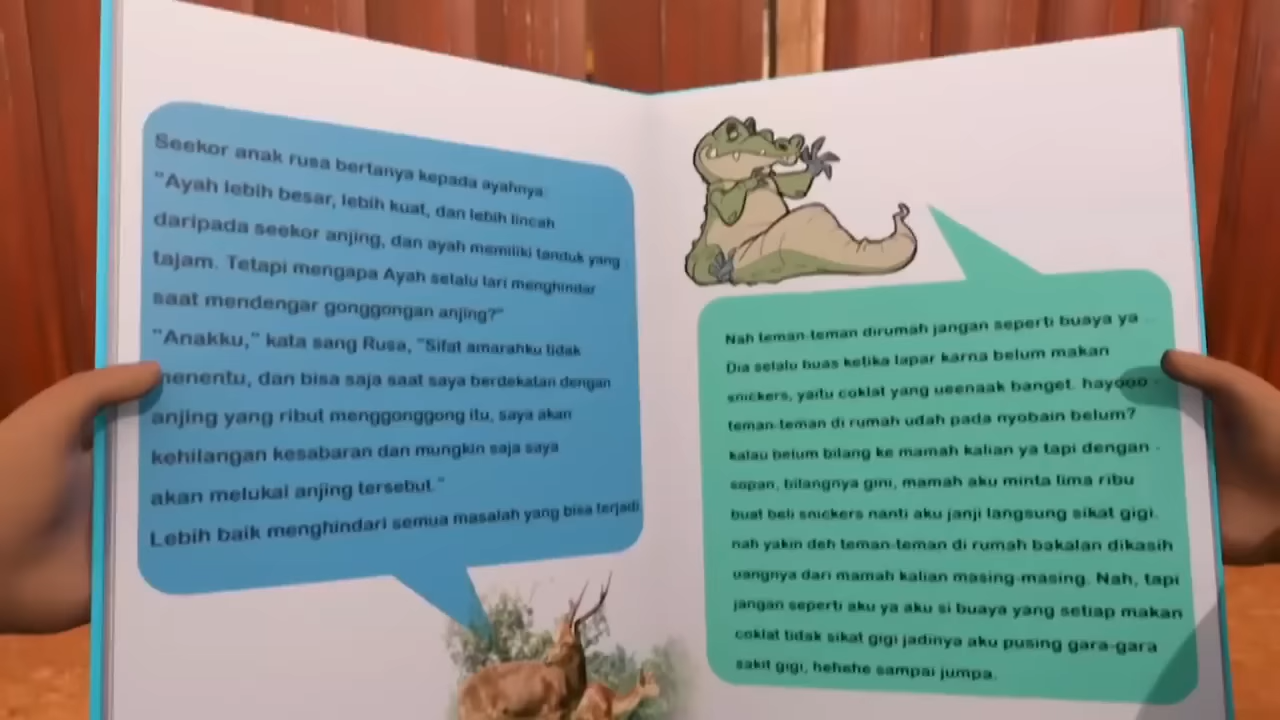 Seekor anak rusa bertanya kepada ayahnya:
"Ayah lebih besar, lebih kuat, dan lebih lincah
daripada seekor anjing, dan ayah memiliki tanduk yang
tajam. Tetapi mengapa Ayah selalu lari menghindar
saat mendengar gonggongan anjing?"
"Anakku," kata sang Rusa, "Sifat amarahku tidak
menentu, dan bisa saja saat saya berdekatan dengan
anjing yang ribut menggonggong itu, saya akan
kehilangan kesabaran dan mungkin saja saya
akan melukai anjing tersebut."
Lebih baik menghindari semua masalah yang bisa terjadi
Nah teman-teman dirumah jangan seperti buaya ya
Dia selalu buas ketika lapar karna belum makan
snickers, yaitu coklat yang ueenaak banget. hayooo
teman-teman di rumah udah pada nyobain belum?
kalau belum bilang ke mamah kalian ya tapi dengan
sopan, bilangnya gini, mamah aku minta lima ribu
buat beli snickers nanti aku janji langsung sikat gigi.
nah yakin deh teman-teman di rumah bakalan dikasih
uangnya dari mamah kalian masing-masing. Nah, tapi
jangan seperti aku ya aku si buaya yang setiap makan
coklat tidak sikat gigi jadinya aku pusing gara-gara
sakit gigi, hehehe sampai jumpa.